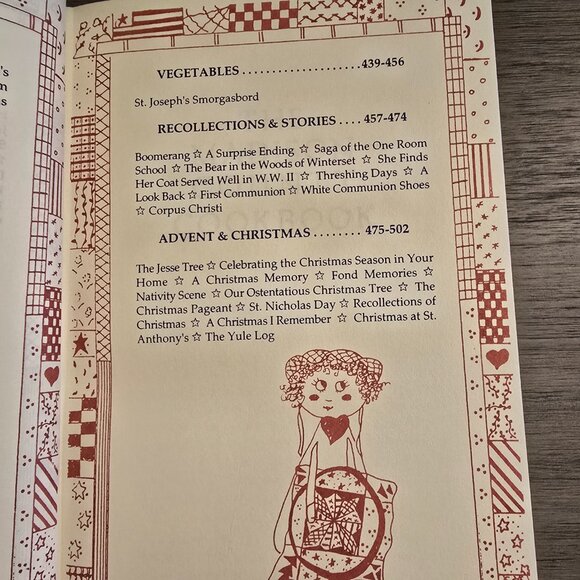 's
m
s
VEGETABLES......................439-456
St. Joseph's Smorgasbord
RECOLLECTIONS & STORIES....457-474
Boomerang ☆ A Surprise Ending ☆ Saga of the One Room
School ☆ The Bear in the Woods of Winterset ☆ She Finds
Her Coat Served Well in W.W. II ☆ Threshing Days ☆ A
Look Back ☆ First Communion ☆ White Communion Shoes
☆ Corpus Christi
ADVENT & CHRISTMAS........475-502
The Jesse Tree ☆ Celebrating the Christmas Season in Your
Home ☆ A Christmas Memory ☆ Fond Memories ☆
Nativity Scene ☆ Our Ostentatious Christmas Tree ☆ The
Christmas Pageant ☆ St. Nicholas Day ☆ Recollections of
Christmas ☆ A Christmas I Remember ☆ Christmas at St.
Anthony's ☆ The Yule Log